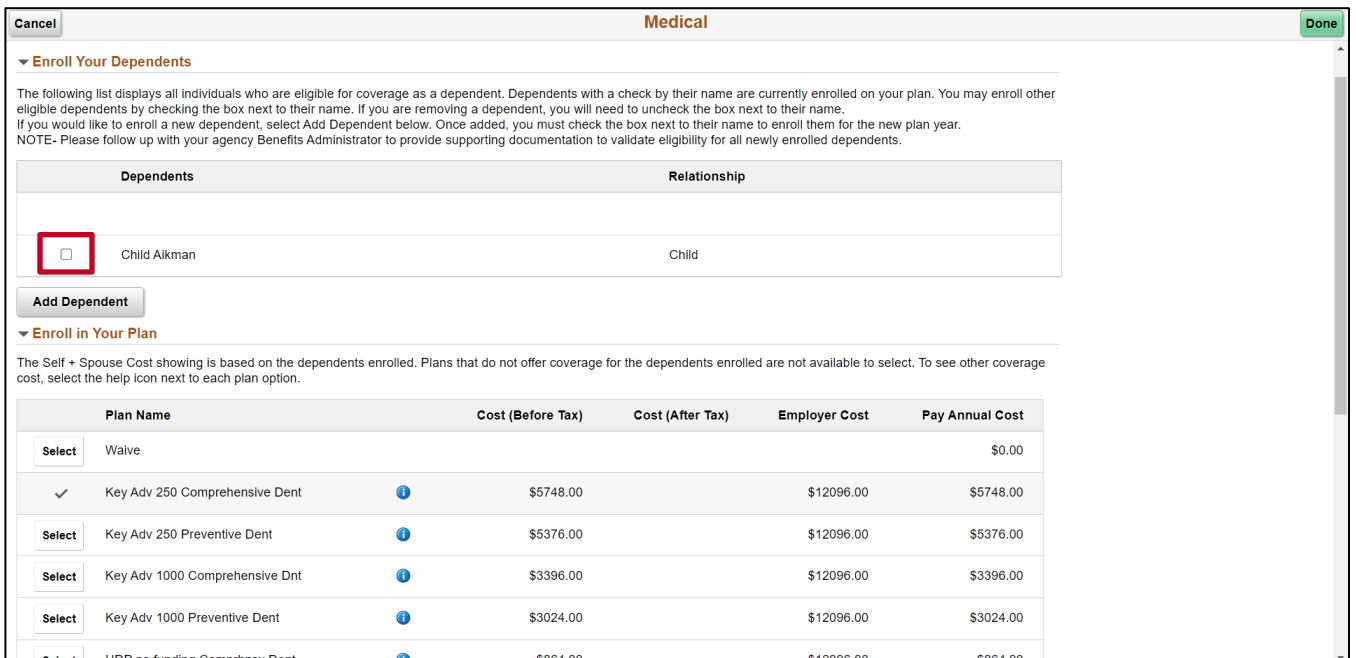 Cancel Medical Done
Enroll Your Dependents
The following list displays all individuals who are eligible for coverage as a dependent. Dependents with a check by their name are currently enrolled on your plan. You may enroll other
eligible dependents by checking the box next to their name. If you are removing a dependent, you will need to uncheck the box next to their name.
If you would like to enroll a new dependent, select Add Dependent below. Once added, you must check the box next to their name to enroll them for the new plan year.
NOTE- Please follow up with your agency Benefits Administrator to provide supporting documentation to validate eligibility for all newly enrolled dependents.
Dependents Relationship
Child Aikman Child
Add Dependent
Enroll in Your Plan
The Self + Spouse Cost showing is based on the dependents enrolled. Plans that do not offer coverage for the dependents enrolled are not available to select. To see other coverage
cost, select the help icon next to each plan option.
Plan Name Cost (Before Tax) Cost (After Tax) Employer Cost Pay Annual Cost
Select Waive $0.00
Key Adv 250 Comprehensive Dent $5748.00 $12096.00 $5748.00
Select Key Adv 250 Preventive Dent $5376.00 $12096.00 $5376.00
Select Key Adv 1000 Comprehensive Dnt $3396.00 $12096.00 $3396.00
Select Key Adv 1000 Preventive Dent $3024.00 $12096.00 $3024.00